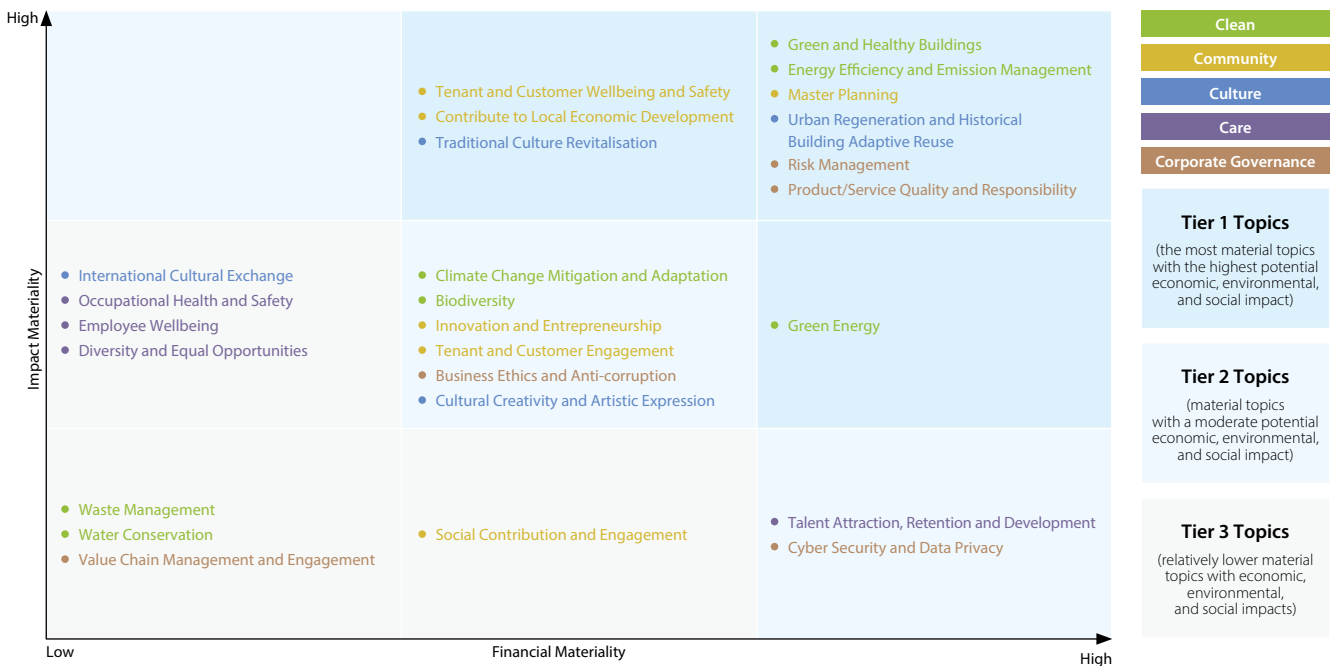 High
Impact Materiality
Tenant and Customer Wellbeing and Safety
Contribute to Local Economic Development
Traditional Culture Revitalisation
Green and Healthy Buildings
Energy Efficiency and Emission Management
Master Planning
Urban Regeneration and Historical
Building Adaptive Reuse
Risk Management
Product/Service Quality and Responsibility
International Cultural Exchange
Occupational Health and Safety
Employee Wellbeing
Diversity and Equal Opportunities
Climate Change Mitigation and Adaptation
Biodiversity
Innovation and Entrepreneurship
Tenant and Customer Engagement
Business Ethics and Anti-corruption
Cultural Creativity and Artistic Expression
Green Energy
Waste Management
Water Conservation
Value Chain Management and Engagement
Social Contribution and Engagement
Talent Attraction, Retention and Development
Cyber Security and Data Privacy
Low
Financial Materiality
High
Clean
Community
Culture
Care
Corporate Governance
Tier 1 Topics
(the most material topics
with the highest potential
economic, environmental,
and social impact)
Tier 2 Topics
(material topics
with a moderate potential
economic, environmental,
and social impact)
Tier 3 Topics
(relatively lower material
topics with economic,
environmental,
and social impacts)